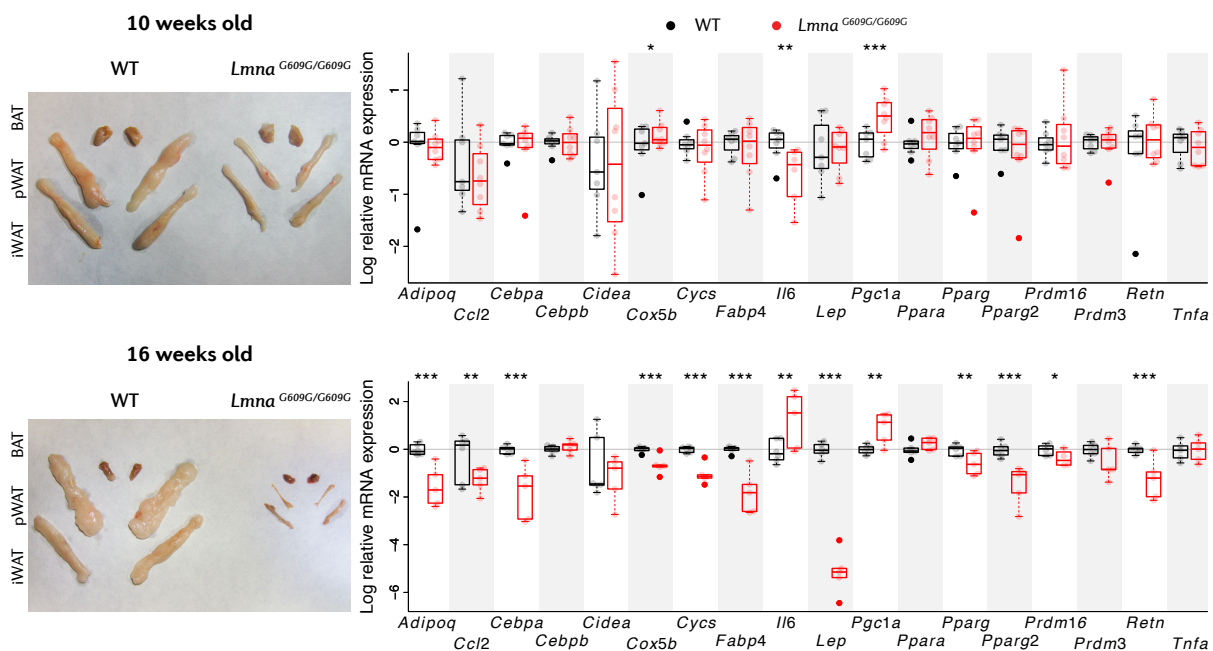 10 weeks old
WT
Lmna G609G/G609G
BAT
pWAT
iWAT
WT
Lmna G609G/G609G
* ** ***
Log relative mRNA expression
1
0
-1
-2
Adipoq Cebpa Cidea Cycs Il6 Pgc1a Pparg Prdm16 Retn
Ccl2 Cebpb Cox5b Fabp4 Lep Ppara Pparg2 Prdm3 Tnfa
16 weeks old
WT
Lmna G609G/G609G
BAT
pWAT
iWAT
*** ** *** *** *** *** ** *** ** ** *** * ***
Log relative mRNA expression
2
0
-2
-4
-6
Adipoq Cebpa Cidea Cycs Il6 Pgc1a Pparg Prdm16 Retn
Ccl2 Cebpb Cox5b Fabp4 Lep Ppara Pparg2 Prdm3 Tnfa